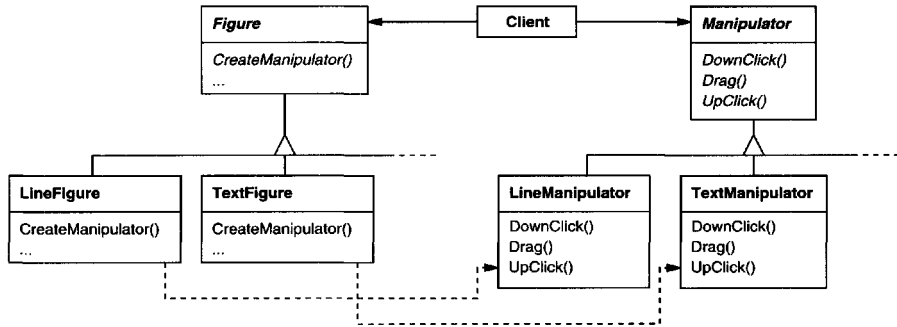 Figure
CreateManipulator()
...
Client
Manipulator
DownClick()
Drag()
UpClick()
LineFigure
CreateManipulator()
...
TextFigure
CreateManipulator()
...
LineManipulator
DownClick()
Drag()
UpClick()
TextManipulator
DownClick()
Drag()
UpClick()